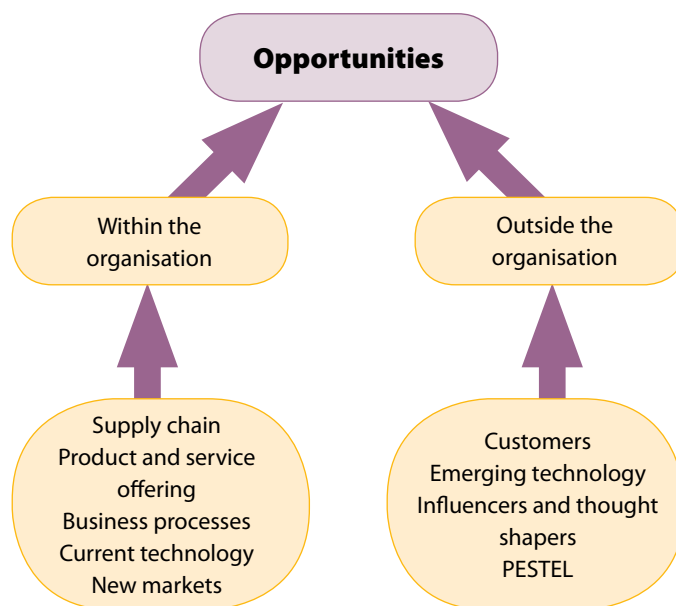 Opportunities
Within the
organisation
Outside the
organisation
Supply chain
Product and service
offering
Business processes
Current technology
New markets
Customers
Emerging technology
Influencers and thought
shapers
PESTEL